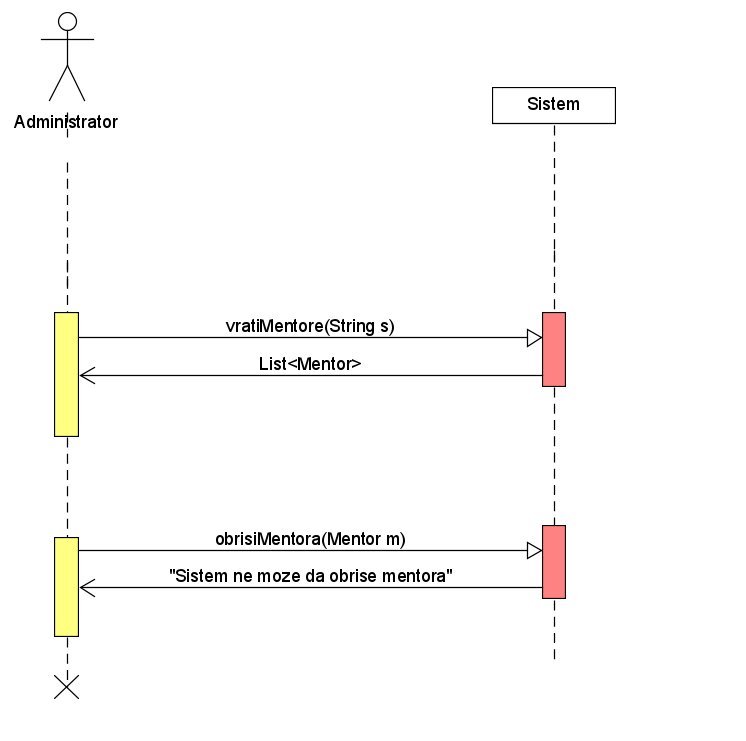 Administrator
Sistem
vratiMentore(String s)
List<Mentor>
obrisiMentora(Mentor m)
"Sistem ne moze da obrise mentora"